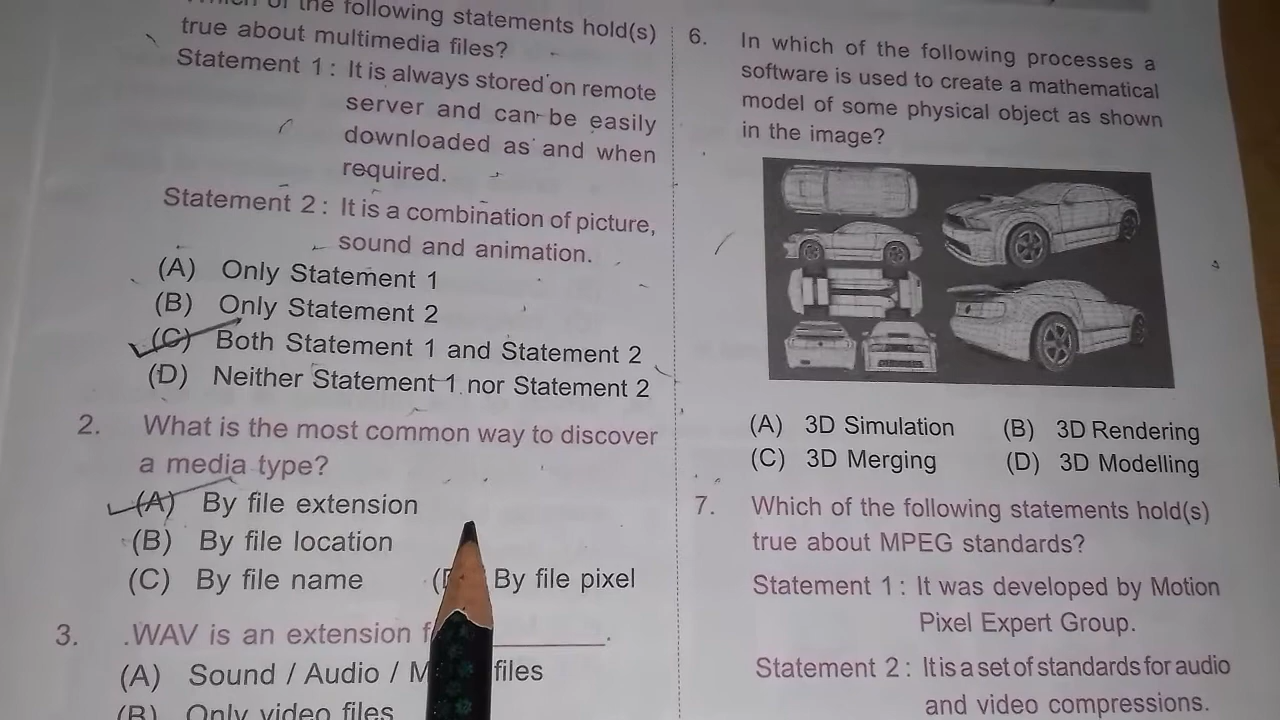 of the following statements hold(s)
true about multimedia files?
Statement 1 : It is always stored on remote
server and can be easily
downloaded as and when
required.
Statement 2 : It is a combination of picture,
sound and animation.
(A) Only Statement 1
(B) Only Statement 2
(C) Both Statement 1 and Statement 2
(D) Neither Statement 1 nor Statement 2
2. What is the most common way to discover
a media type?
(A) By file extension
(B) By file location
(C) By file name By file pixel
3. .WAV is an extension
(A) Sound / Audio / files
(B) Only video files
6. In which of the following processes a
software is used to create a mathematical
model of some physical object as shown
in the image?
(A) 3D Simulation (B) 3D Rendering
(C) 3D Merging (D) 3D Modelling
7. Which of the following statements hold(s)
true about MPEG standards?
Statement 1 : It was developed by Motion
Pixel Expert Group.
Statement 2 : It is a set of standards for audio
and video compressions.